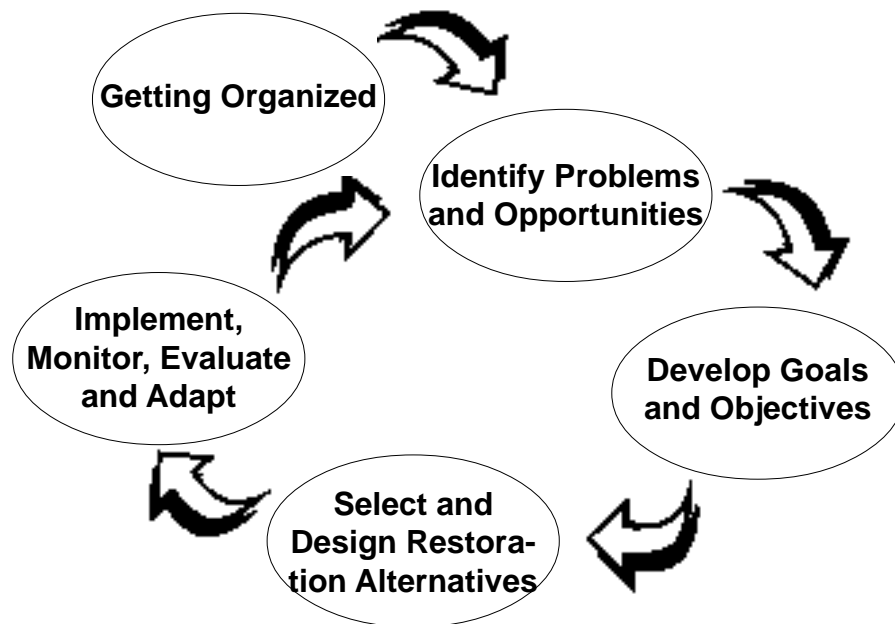 Getting Organized
Identify Problems
and Opportunities
Develop Goals
and Objectives
Select and
Design Restora-
tion Alternatives
Implement,
Monitor, Evaluate
and Adapt